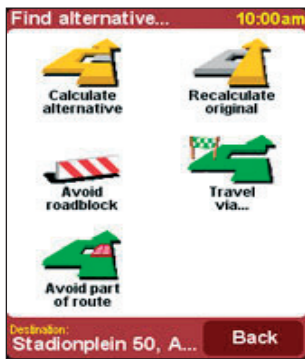 Find alternative...
10:00am
Calculate
alternative
Recalculate
original
Avoid
roadblock
Travel
via...
Avoid part
of route
Destination:
Stadionplein 50, A...
Back